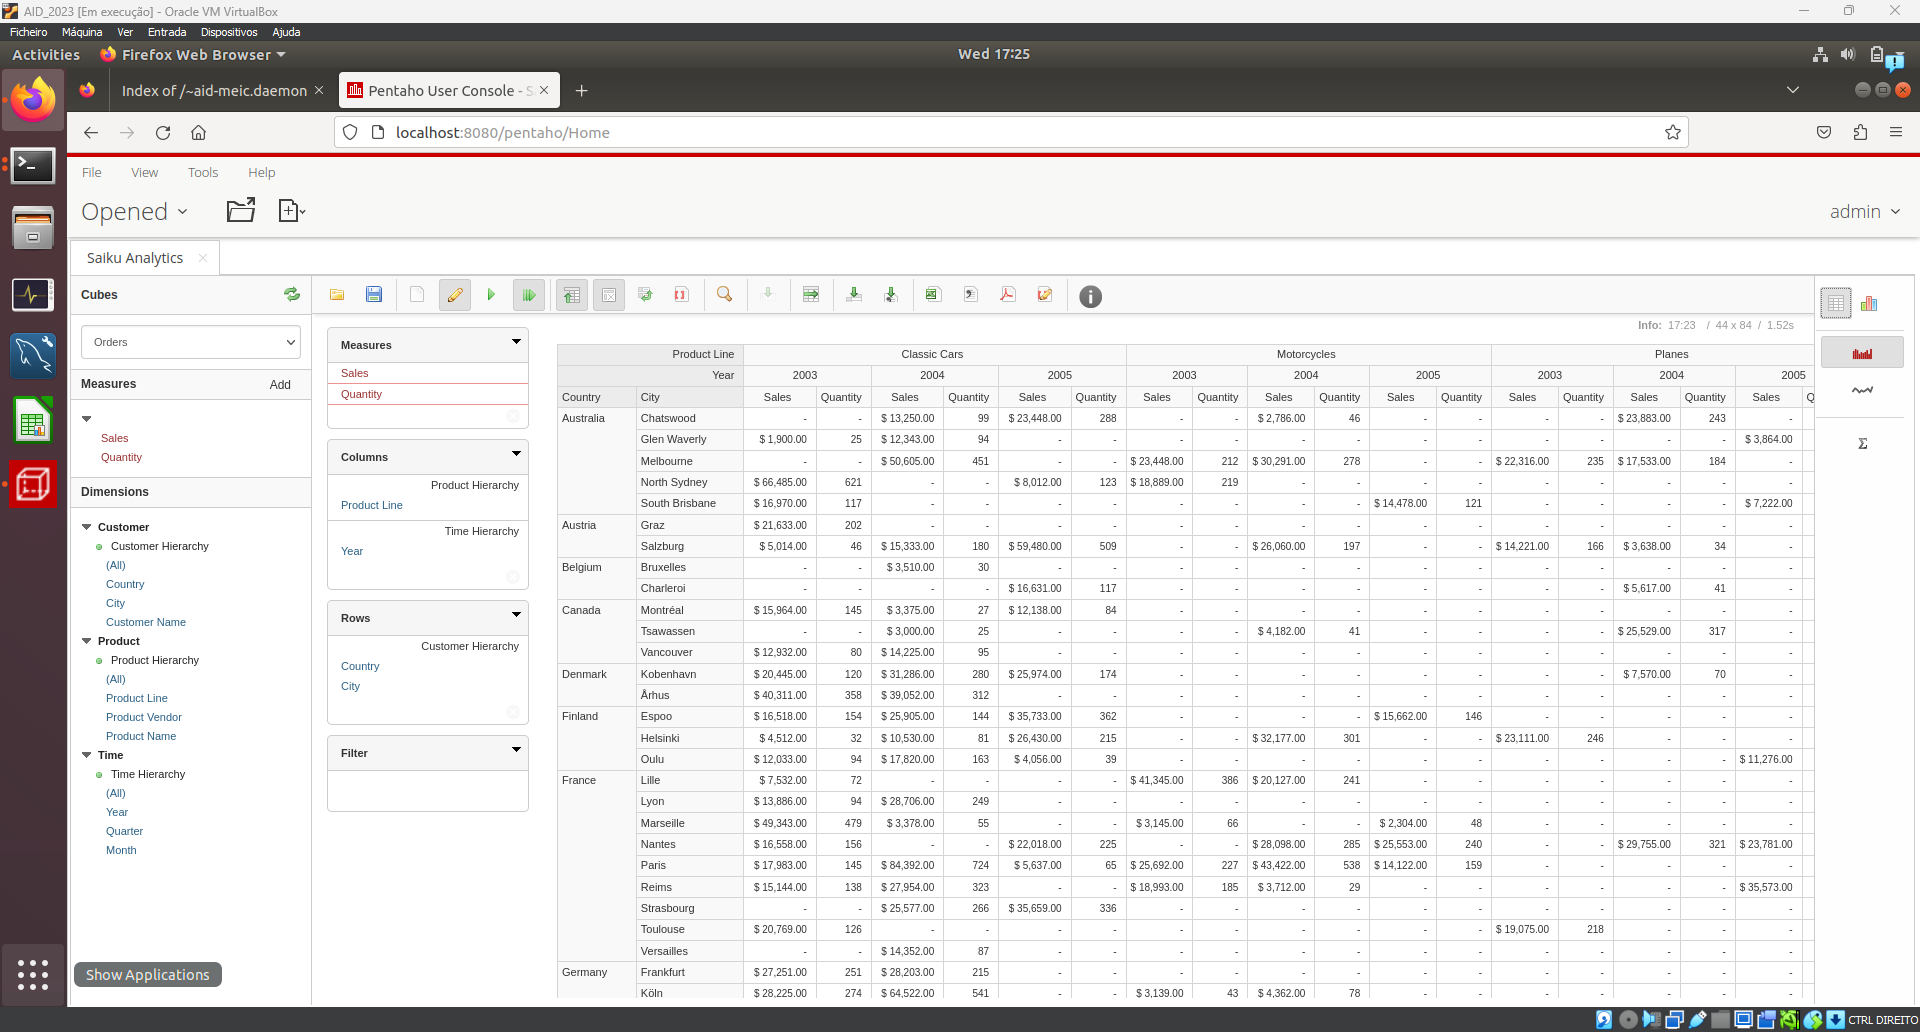 AID_2023 [Em execução] - Oracle VM VirtualBox
Ficheiro Máquina Ver Entrada Dispositivos Ajuda
Activities Firefox Web Browser Wed 17:25
Index of /~aid-meic.daemon Pentaho User Console - S
localhost:8080/pentaho/Home
File View Tools Help
Opened admin
Saiku Analytics
Cubes
Orders
Measures Add
Sales
Quantity
Dimensions
Customer
Customer Hierarchy
(All)
Country
City
Customer Name
Product
Product Hierarchy
(All)
Product Line
Product Vendor
Product Name
Time
Time Hierarchy
(All)
Year
Quarter
Month
Show Applications
Measures
Sales
Quantity
Columns
Product Hierarchy
Product Line
Time Hierarchy
Year
Rows
Customer Hierarchy
Country
City
Filter
Info: 17:23 / 44 x 84 / 1.52s
Product Line Classic Cars Motorcycles Planes
Year 2003 2004 2005 2003 2004 2005 2003 2004 2005
Country City Sales Quantity Sales Quantity Sales Quantity Sales Quantity Sales Quantity Sales Quantity Sales Quantity Sales Quantity Sales Q
Australia Chatswood - - $ 13,250.00 99 $ 23,448.00 288 - - $ 2,786.00 46 - - - - $ 23,883.00 243 -
Glen Waverly $ 1,900.00 25 $ 12,343.00 94 - - - - - - - - - - - - $ 3,864.00
Melbourne - - $ 50,605.00 451 - - $ 23,448.00 212 $ 30,291.00 278 - - $ 22,316.00 235 $ 17,533.00 184 -
North Sydney $ 66,485.00 621 - - $ 8,012.00 123 $ 18,889.00 219 - - - - - - - - -
South Brisbane $ 16,970.00 117 - - - - - - - - $ 14,478.00 121 - - - - $ 7,222.00
Austria Graz $ 21,633.00 202 - - - - - - - - - - - - - - -
Salzburg $ 5,014.00 46 $ 15,333.00 180 $ 59,480.00 509 - - $ 26,060.00 197 - - $ 14,221.00 166 $ 3,638.00 34 -
Belgium Bruxelles - - $ 3,510.00 30 - - - - - - - - - - - - -
Charleroi - - - - $ 16,631.00 117 - - - - - - - - $ 5,617.00 41 -
Canada Montréal $ 15,964.00 145 $ 3,375.00 27 $ 12,138.00 84 - - - - - - - - - - -
Tsawassen - - $ 3,000.00 25 - - - - $ 4,182.00 41 - - - - $ 25,529.00 317 -
Vancouver $ 12,932.00 80 $ 14,225.00 95 - - - - - - - - - - - - -
Denmark Kobenhavn $ 20,445.00 120 $ 31,286.00 280 $ 25,974.00 174 - - - - - - - - $ 7,570.00 70 -
Århus $ 40,311.00 358 $ 39,052.00 312 - - - - - - - - - - - - -
Finland Espoo $ 16,518.00 154 $ 25,905.00 144 $ 35,733.00 362 - - - - $ 15,662.00 146 - - - - -
Helsinki $ 4,512.00 32 $ 10,530.00 81 $ 26,430.00 215 - - $ 32,177.00 301 - - $ 23,111.00 246 - - -
Oulu $ 12,033.00 94 $ 17,820.00 163 $ 4,056.00 39 - - - - - - - - - - $ 11,276.00
France Lille $ 7,532.00 72 - - - - $ 41,345.00 386 $ 20,127.00 241 - - - - - - -
Lyon $ 13,886.00 94 $ 28,706.00 249 - - - - - - - - - - - - -
Marseille $ 49,343.00 479 $ 3,378.00 55 - - $ 3,145.00 66 - - $ 2,304.00 48 - - - - -
Nantes $ 16,558.00 156 - - $ 22,018.00 225 - - $ 28,098.00 285 $ 25,553.00 240 - - $ 29,755.00 321 $ 23,781.00
Paris $ 17,983.00 145 $ 84,392.00 724 $ 5,637.00 65 $ 25,692.00 227 $ 43,422.00 538 $ 14,122.00 159 - - - - -
Reims $ 15,144.00 138 $ 27,954.00 323 - - $ 18,993.00 185 $ 3,712.00 29 - - - - - - $ 35,573.00
Strasbourg - - $ 25,577.00 266 $ 35,659.00 336 - - - - - - - - - - -
Toulouse $ 20,769.00 126 - - - - - - - - - - $ 19,075.00 218 - - -
Versailles - - $ 14,352.00 87 - - - - - - - - - - - - -
Germany Frankfurt $ 27,251.00 251 $ 28,203.00 215 - - - - - - - - - - - - -
Köln $ 28,225.00 274 $ 64,522.00 541 - - $ 3,139.00 43 $ 4,362.00 78 - - - - - - -
Σ
CTRL DIREITO